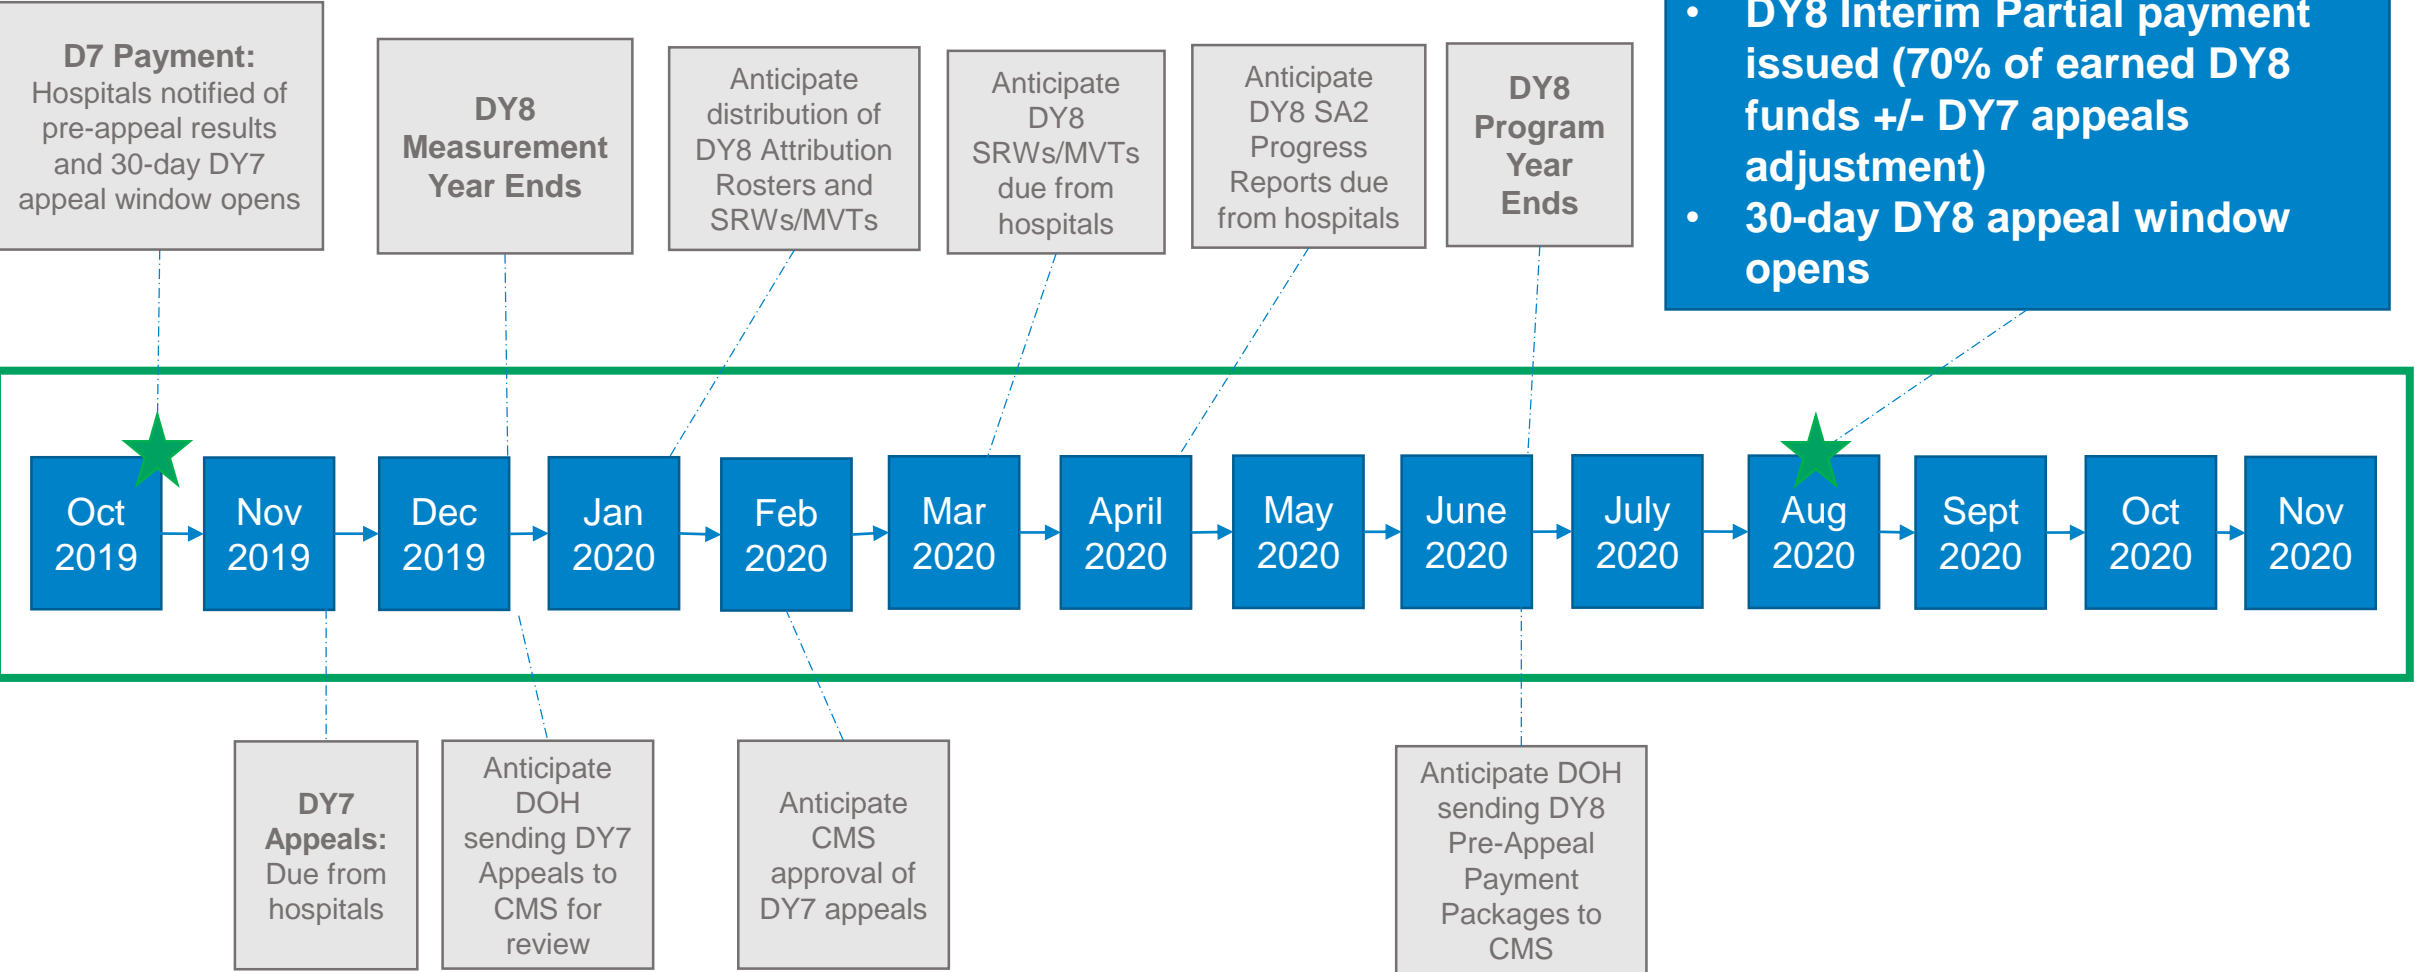 D7 Payment:
Hospitals notified of
pre-appeal results
and 30-day DY7
appeal window opens
DY8
Measurement
Year Ends
Anticipate
distribution of
DY8 Attribution
Rosters and
SRWs/MVTs
Anticipate
DY8
SRWs/MVTs
due from
hospitals
Anticipate
DY8 SA2
Progress
Reports due
from hospitals
DY8
Program
Year
Ends
• DY8 Interim Partial payment
issued (70% of earned DY8
funds +/- DY7 appeals
adjustment)
• 30-day DY8 appeal window
opens
Oct
2019
Nov
2019
Dec
2019
Jan
2020
Feb
2020
Mar
2020
April
2020
May
2020
June
2020
July
2020
Aug
2020
Sept
2020
Oct
2020
Nov
2020
DY7
Appeals:
Due from
hospitals
Anticipate
DOH
sending DY7
Appeals to
CMS for
review
Anticipate
CMS
approval of
DY7 appeals
Anticipate DOH
sending DY8
Pre-Appeal
Payment
Packages to
CMS